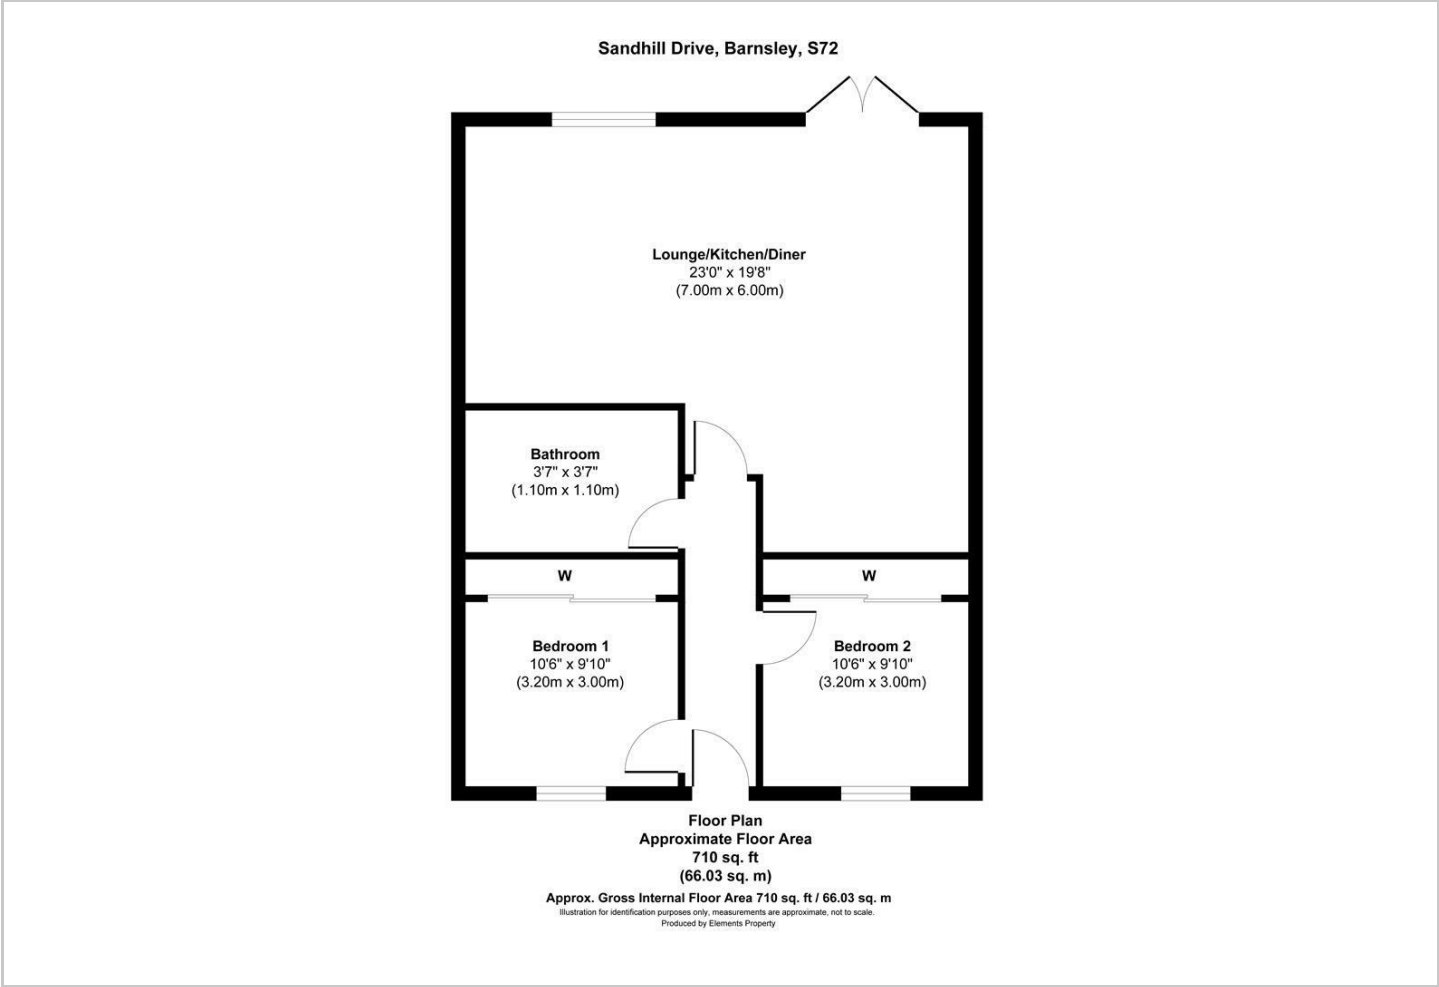 Sandhill Drive, Barnsley, S72
Lounge/Kitchen/Diner
23'0" x 19'8"
(7.00m x 6.00m)
Bathroom
3'7" x 3'7"
(1.10m x 1.10m)
W
W
Bedroom 1
10'6" x 9'10"
(3.20m x 3.00m)
Bedroom 2
10'6" x 9'10"
(3.20m x 3.00m)
Floor Plan
Approximate Floor Area
710 sq. ft
(66.03 sq. m)
Approx. Gross Internal Floor Area 710 sq. ft / 66.03 sq. m
Illustration for identification purposes only, measurements are approximate, not to scale.
Produced by Elements Property